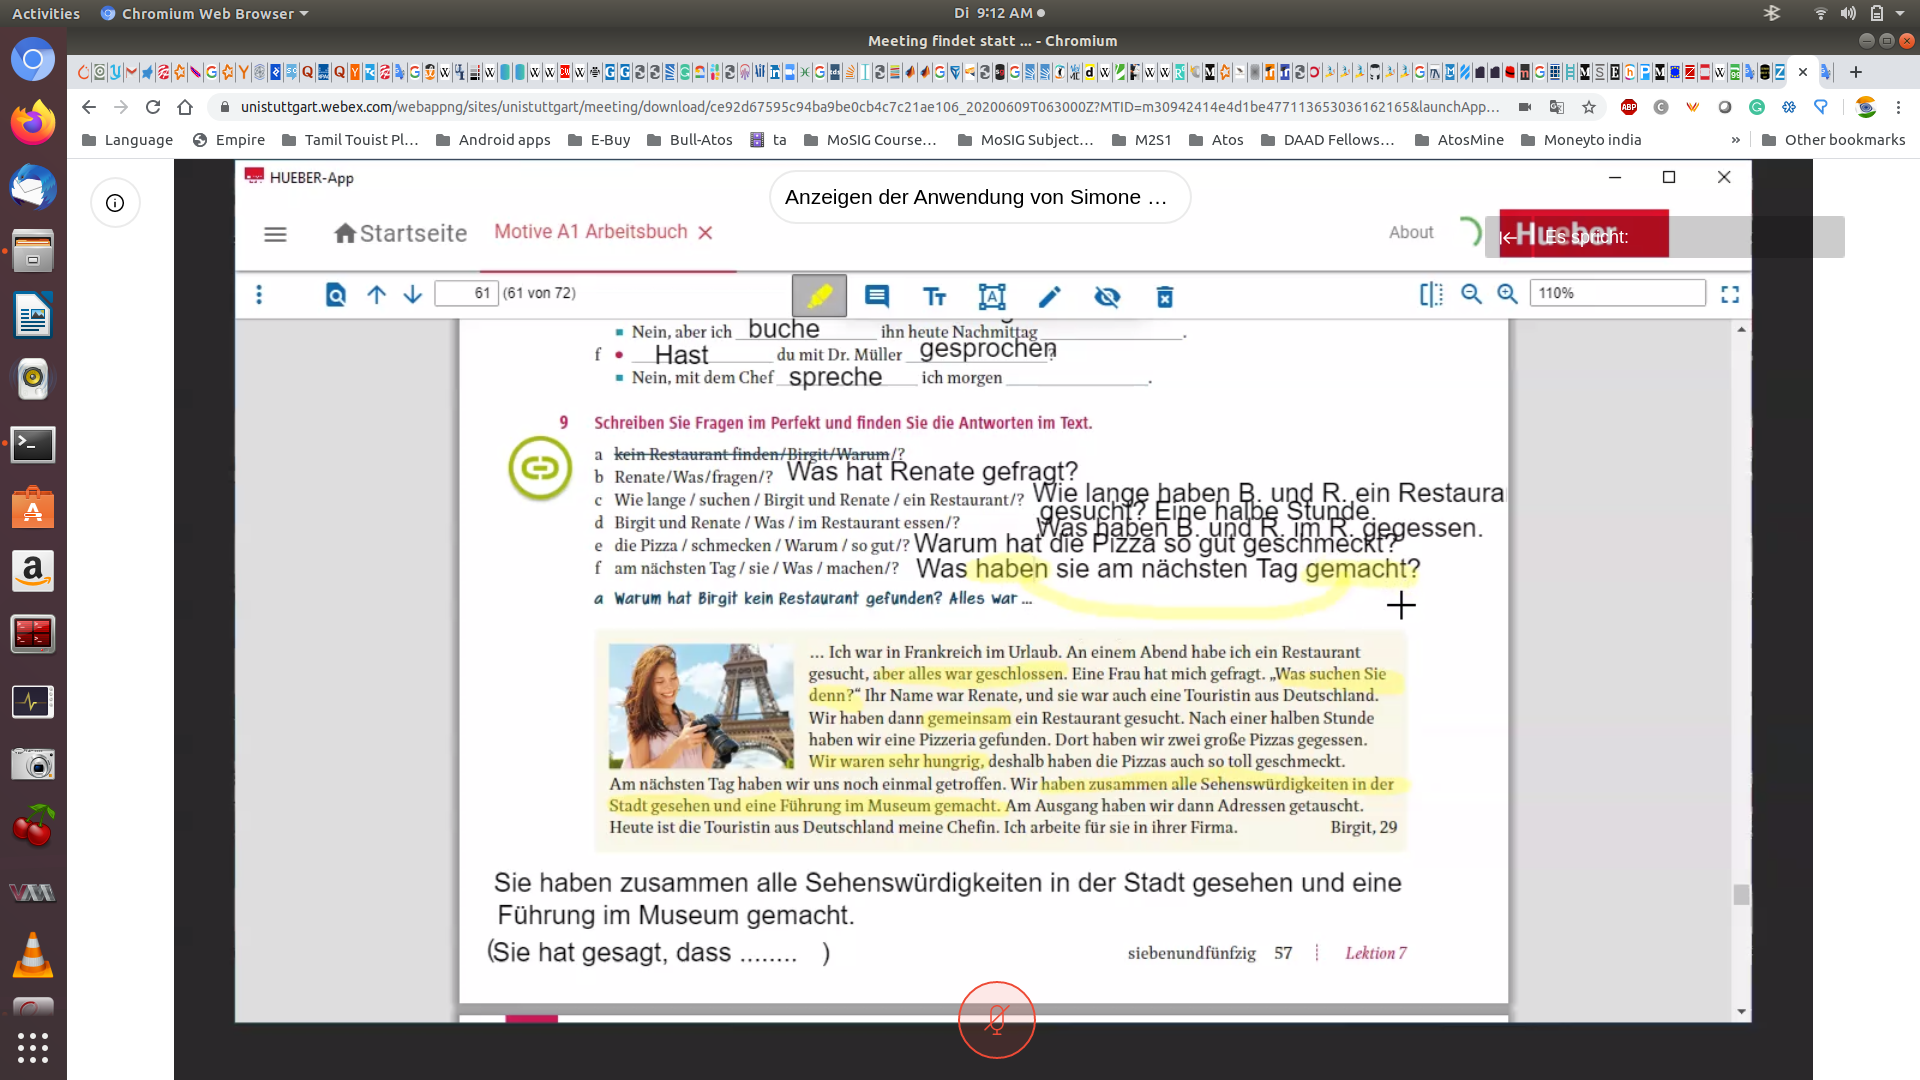 Activities
Chromium Web Browser
Di 9:12 AM
Meeting findet statt ... - Chromium
unistuttgart.webex.com/webappng/sites/unistuttgart/meeting/download/ce92d67595c94ba9be0cb4c7c21ae106_20200609T063000Z?MTID=m30942414e4d1be477113653036162165&launchApp...
Language Empire Tamil Touist Pl... Android apps E-Buy Bull-Atos ta MoSIG Course... MoSIG Subject... M2S1 Atos DAAD Fellows... AtosMine Moneyto india » Other bookmarks
HUEBER-App
Anzeigen der Anwendung von Simone ...
Startseite
Motive A1 Arbeitsbuch
About
Hueber
Es spricht:
61 (61 von 72)
110%
Nein, aber ich buche ihn heute Nachmittag .
f Hast du mit Dr. Müller gesprochen ?
Nein, mit dem Chef spreche ich morgen .
9 Schreiben Sie Fragen im Perfekt und finden Sie die Antworten im Text.
a kein Restaurant finden/Birgit/Warum/?
b Renate/Was/fragen/? Was hat Renate gefragt?
c Wie lange / suchen / Birgit und Renate / ein Restaurant/? Wie lange haben B. und R. ein Restaura
gesucht? Eine halbe Stunde.
d Birgit und Renate / Was / im Restaurant essen/? Was haben B. und R. im R. gegessen.
e die Pizza / schmecken / Warum / so gut/? Warum hat die Pizza so gut geschmeckt?
f am nächsten Tag / sie / Was / machen/? Was haben sie am nächsten Tag gemacht?
a Warum hat Birgit kein Restaurant gefunden? Alles war ...
... Ich war in Frankreich im Urlaub. An einem Abend habe ich ein Restaurant
gesucht, aber alles war geschlossen. Eine Frau hat mich gefragt. „Was suchen Sie
denn?“ Ihr Name war Renate, und sie war auch eine Touristin aus Deutschland.
Wir haben dann gemeinsam ein Restaurant gesucht. Nach einer halben Stunde
haben wir eine Pizzeria gefunden. Dort haben wir zwei große Pizzas gegessen.
Wir waren sehr hungrig, deshalb haben die Pizzas auch so toll geschmeckt.
Am nächsten Tag haben wir uns noch einmal getroffen. Wir haben zusammen alle Sehenswürdigkeiten in der
Stadt gesehen und eine Führung im Museum gemacht. Am Ausgang haben wir dann Adressen getauscht.
Heute ist die Touristin aus Deutschland meine Chefin. Ich arbeite für sie in ihrer Firma. Birgit, 29
Sie haben zusammen alle Sehenswürdigkeiten in der Stadt gesehen und eine
Führung im Museum gemacht.
(Sie hat gesagt, dass ........ )
siebenundfünfzig 57 Lektion 7